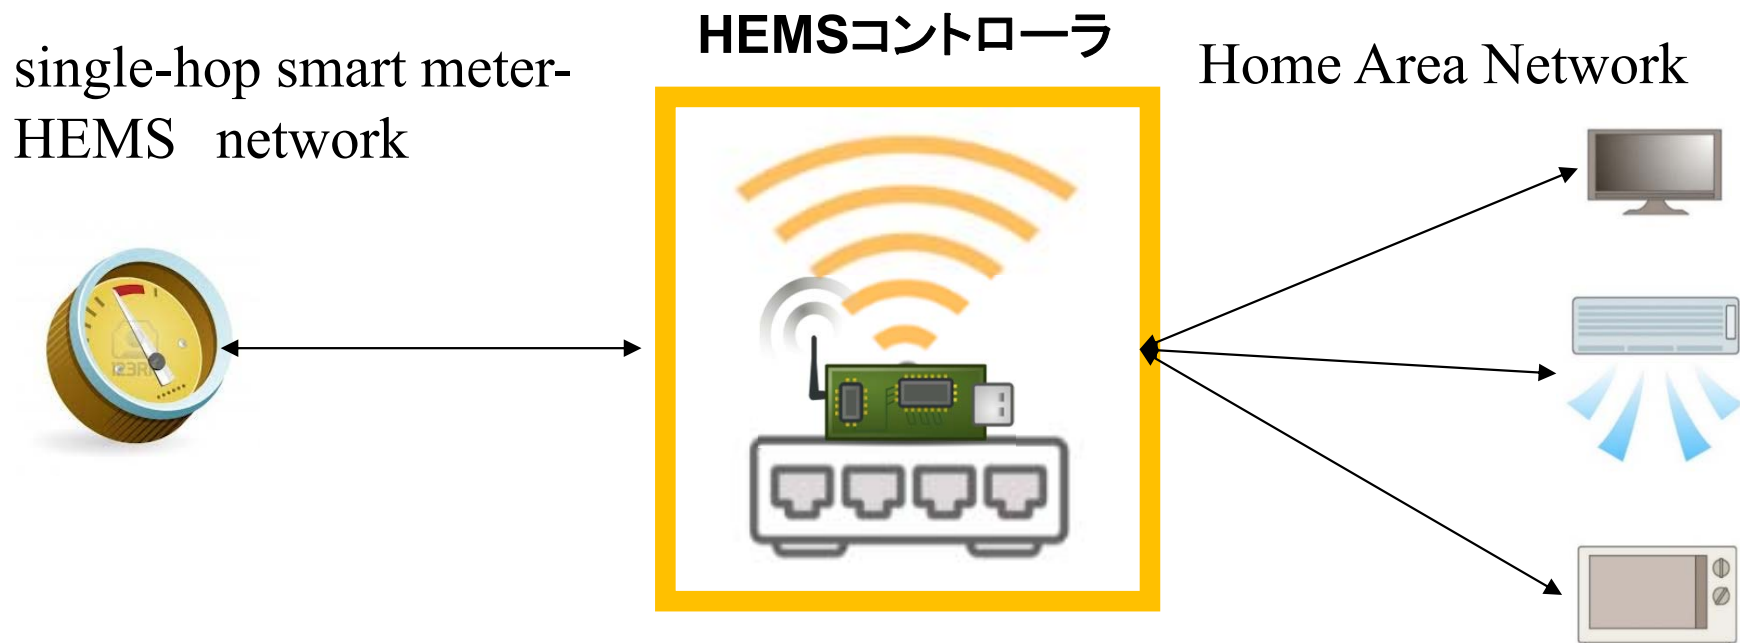 HEMSコントローラ
single-hop smart meter-
HEMS network
Home Area Network